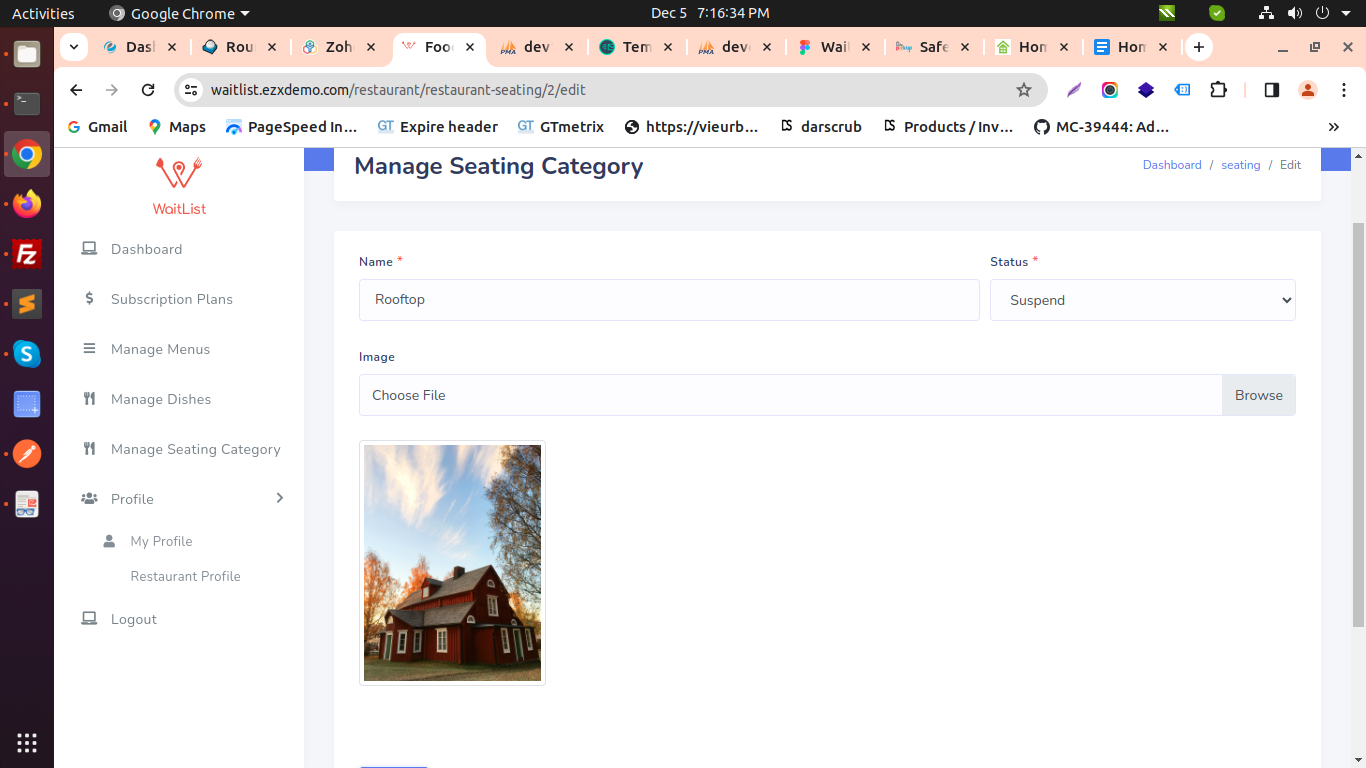 Activities
Google Chrome
Dec 5 7:16:34 PM
Das
Rou
Zoh
Foo
dev
Tem
dev
Wai
Safe
Hon
Hon
waitlist.ezxdemo.com/restaurant/restaurant-seating/2/edit
Gmail
Maps
PageSpeed In...
GT Expire header
GT GTmetrix
https://vieurb...
darscrub
Products / Inv...
MC-39444: Ad...
»
WaitList
Dashboard
Subscription Plans
Manage Menus
Manage Dishes
Manage Seating Category
Profile
My Profile
Restaurant Profile
Logout
Manage Seating Category
Dashboard / seating / Edit
Name *
Status *
Rooftop
Suspend
Image
Choose File
Browse